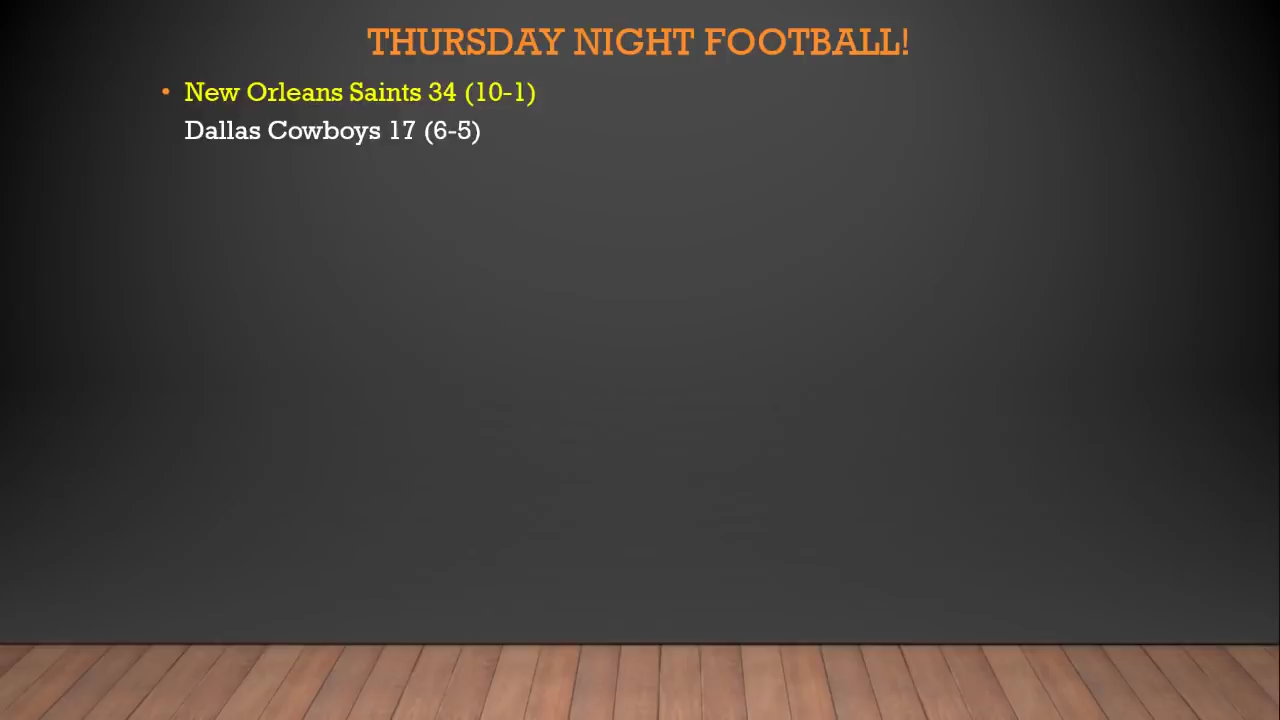 THURSDAY NIGHT FOOTBALL!
• New Orleans Saints 34 (10-1)
Dallas Cowboys 17 (6-5)